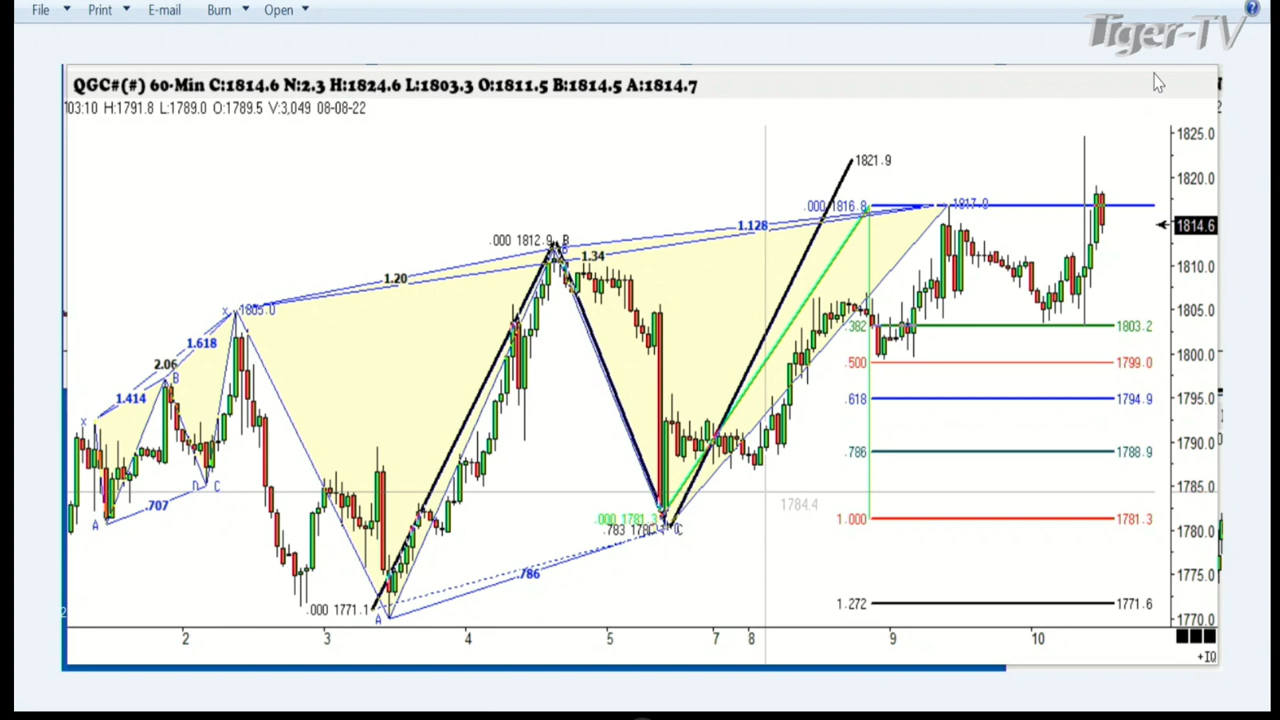 File Print E-mail Burn Open
Tiger-TV
QGC#(#) 60-Min C:1814.6 N:2.3 H:1824.6 L:1803.3 O:1811.5 B:1814.5 A:1814.7
03:10 H:1791.8 L:1789.0 O:1789.5 V:3,049 08-08-22
1825.0
1821.9
1820.0
.000 1816.8
1817.0
1814.6
1.128
.000 1812.9 B
B
1.34
1810.0
1.20
x 1805.0
1805.0
.382 1803.2
1.618
1800.0
2.06
.500 1799.0
B
1.414
.618 1794.9
1795.0
x
1790.0
.786 1788.9
D C
1785.0
.707
1784.4
A
.000 1781.3
1.000 1781.3
1780.0
C
.786
1775.0
.000 1771.1
1.272 1771.6
A
1770.0
2 3 4 5 7 8 9 10
+IQ